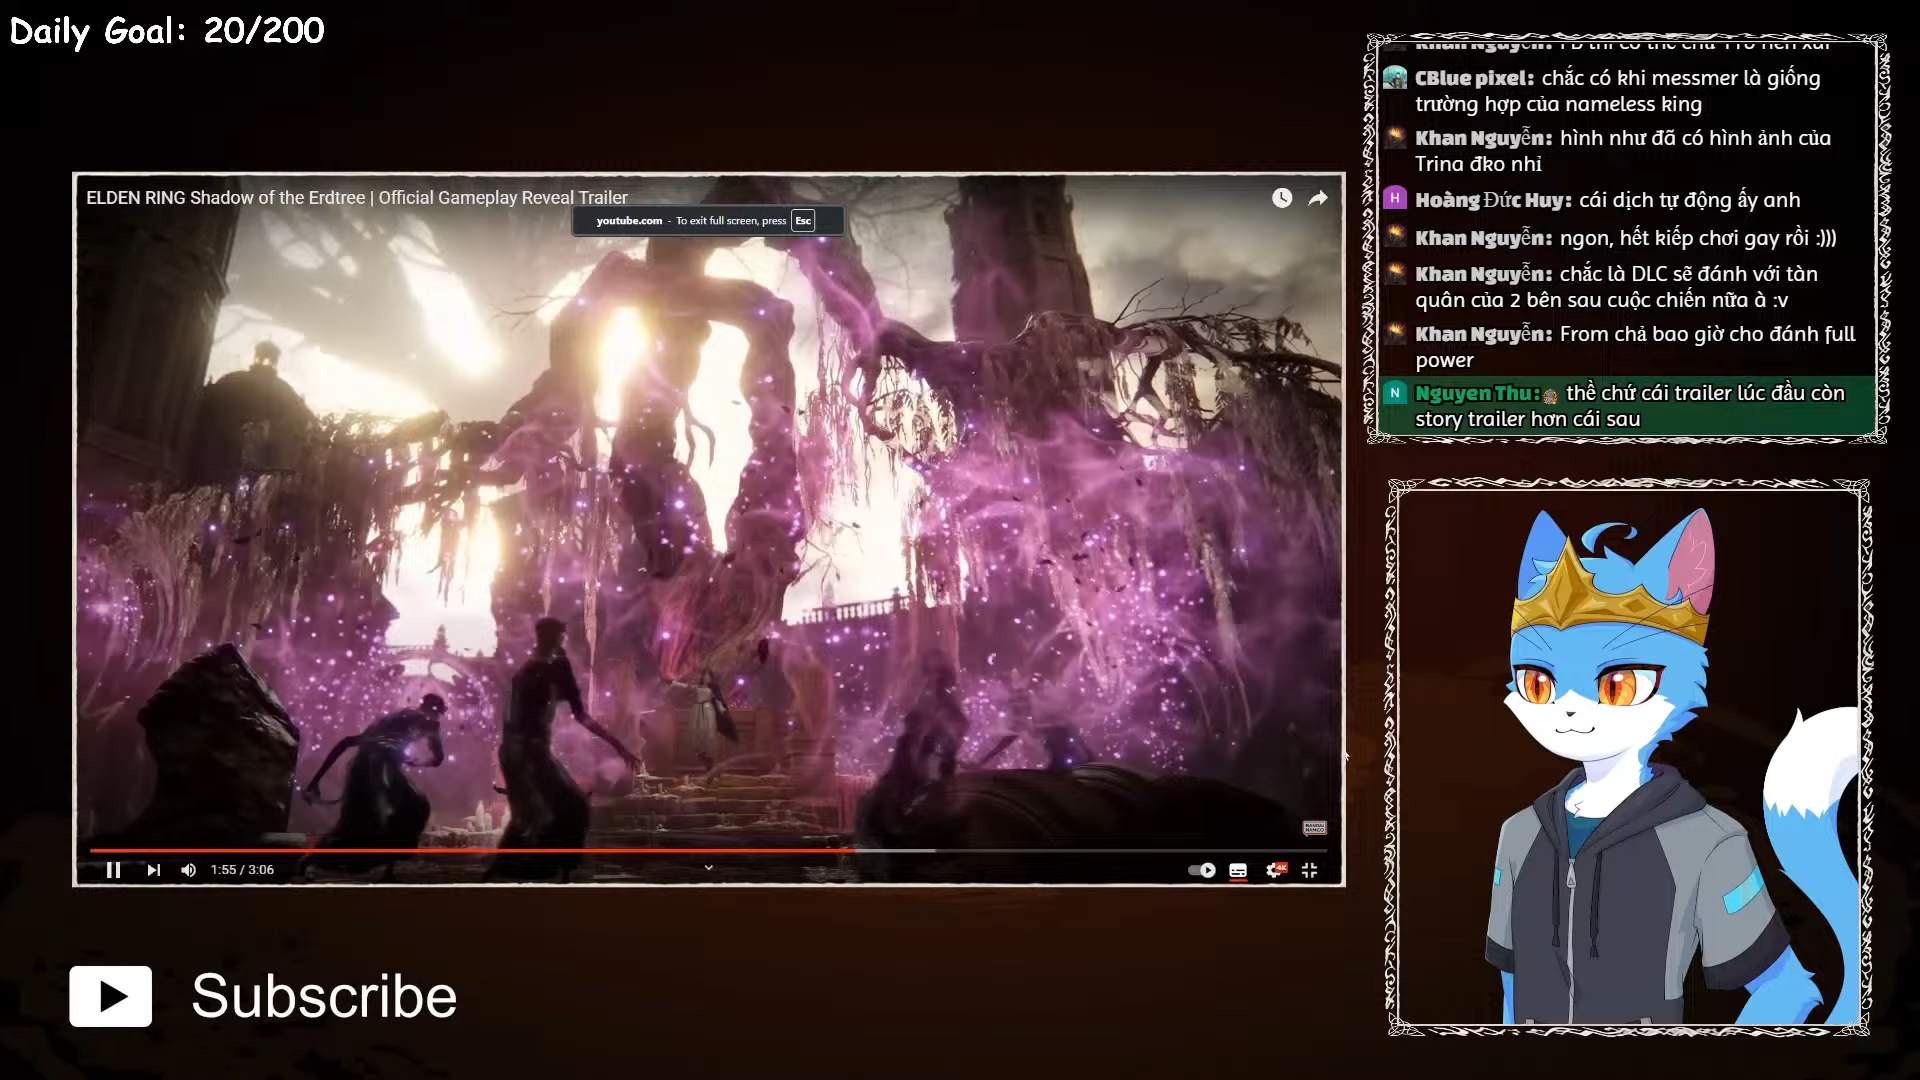 Daily Goal: 20/200
ELDEN RING Shadow of the Erdtree | Official Gameplay Reveal Trailer
youtube.com - To exit full screen, press Esc
BANDAI
NAMCO
1:55 / 3:06
4K
Subscribe
CBlue pixel: chắc có khi messmer là giống
trường hợp của nameless king
Khan Nguyễn: hình như đã có hình ảnh của
Trina đko nhỉ
H
Hoàng Đức Huy: cái dịch tự động ấy anh
Khan Nguyễn: ngon, hết kiếp chơi gay rồi :)))
Khan Nguyễn: chắc là DLC sẽ đánh với tàn
quân của 2 bên sau cuộc chiến nữa à :v
Khan Nguyễn: From chả bao giờ cho đánh full
power
N
Nguyen Thu: thề chứ cái trailer lúc đầu còn
story trailer hơn cái sau